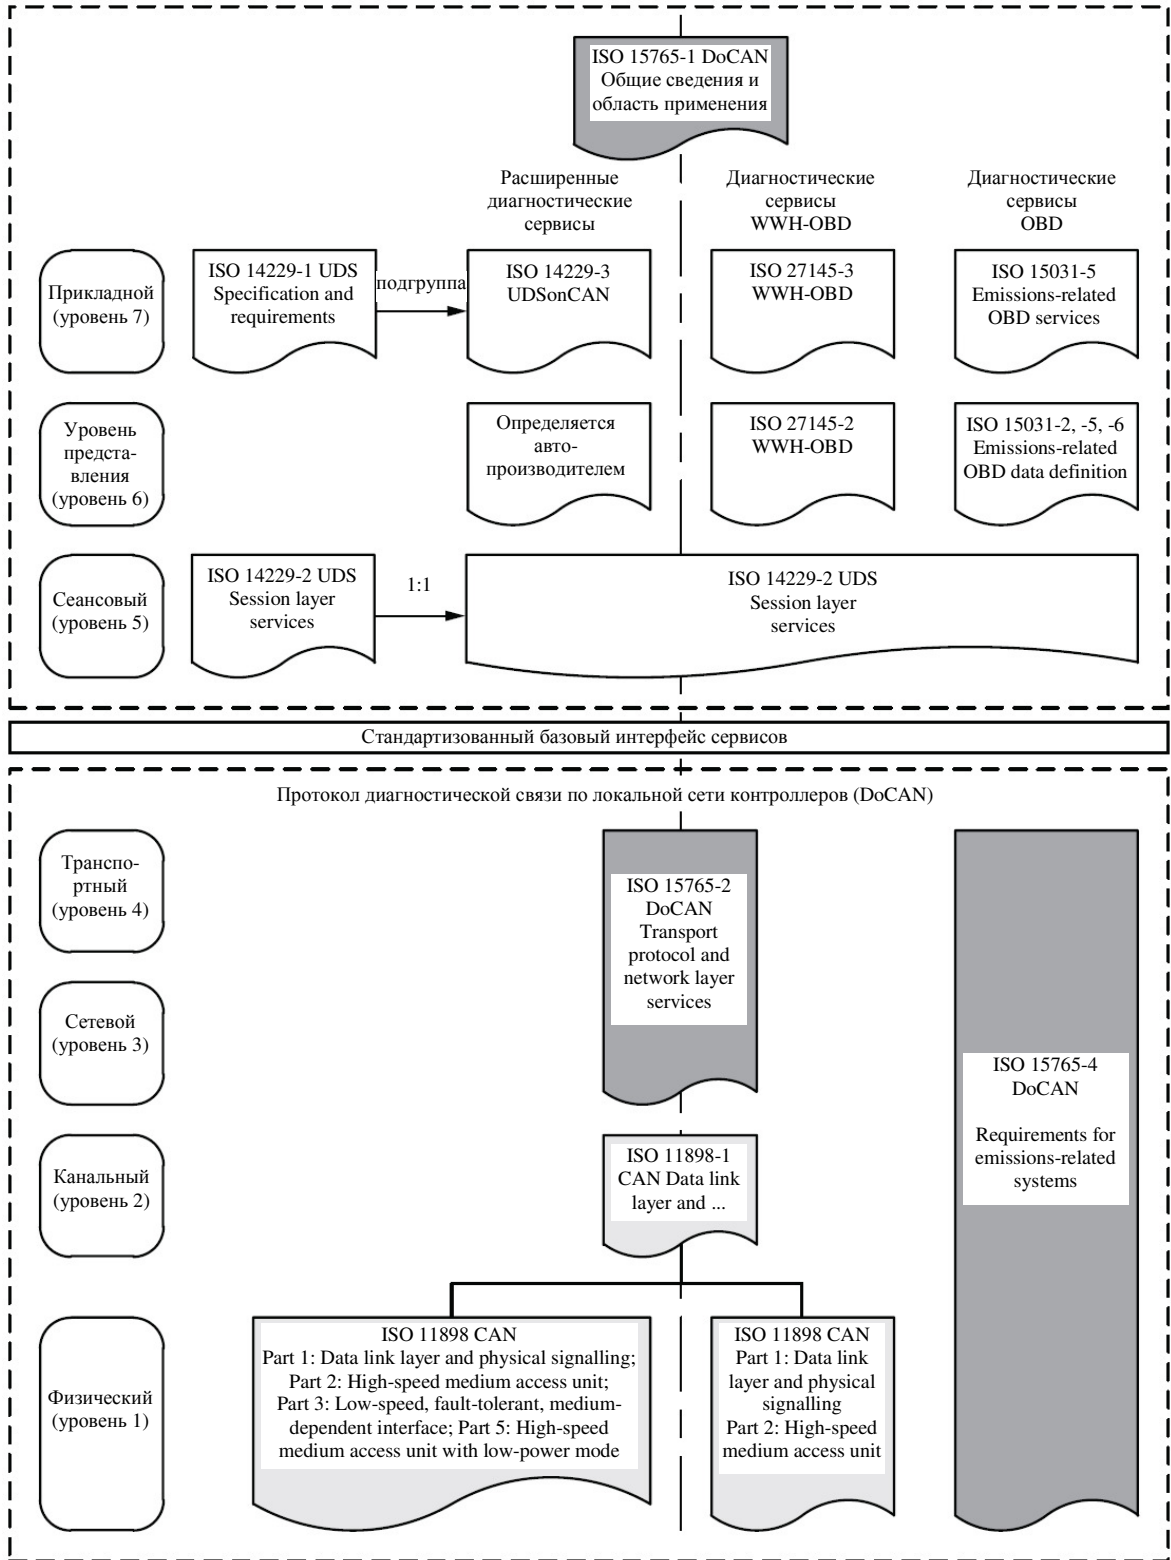 ISO 15765-1 DoCAN
Общие сведения и
область применения
Расширенные
диагностические
сервисы
Диагностические
сервисы
WWH-OBD
Диагностические
сервисы
OBD
Прикладной
(уровень 7)
ISO 14229-1 UDS
Specification and
requirements
подгруппа
ISO 14229-3
UDSonCAN
ISO 27145-3
WWH-OBD
ISO 15031-5
Emissions-related
OBD services
Уровень
предста-
вления
(уровень 6)
Определяется
авто-
производителем
ISO 27145-2
WWH-OBD
ISO 15031-2, -5, -6
Emissions-related
OBD data definition
Сеансовый
(уровень 5)
ISO 14229-2 UDS
Session layer
services
1:1
ISO 14229-2 UDS
Session layer
services
Стандартизованный базовый интерфейс сервисов
Протокол диагностической связи по локальной сети контроллеров (DoCAN)
Транспо-
ртный
(уровень 4)
ISO 15765-2
DoCAN
Transport
protocol and
network layer
services
Сетевой
(уровень 3)
ISO 15765-4
DoCAN
Requirements for
emissions-related
systems
Канальный
(уровень 2)
ISO 11898-1
CAN Data link
layer and ...
Физический
(уровень 1)
ISO 11898 CAN
Part 1: Data link layer and physical signalling;
Part 2: High-speed medium access unit;
Part 3: Low-speed, fault-tolerant, medium-
dependent interface; Part 5: High-speed
medium access unit with low-power mode
ISO 11898 CAN
Part 1: Data link
layer and physical
signalling
Part 2: High-speed
medium access unit